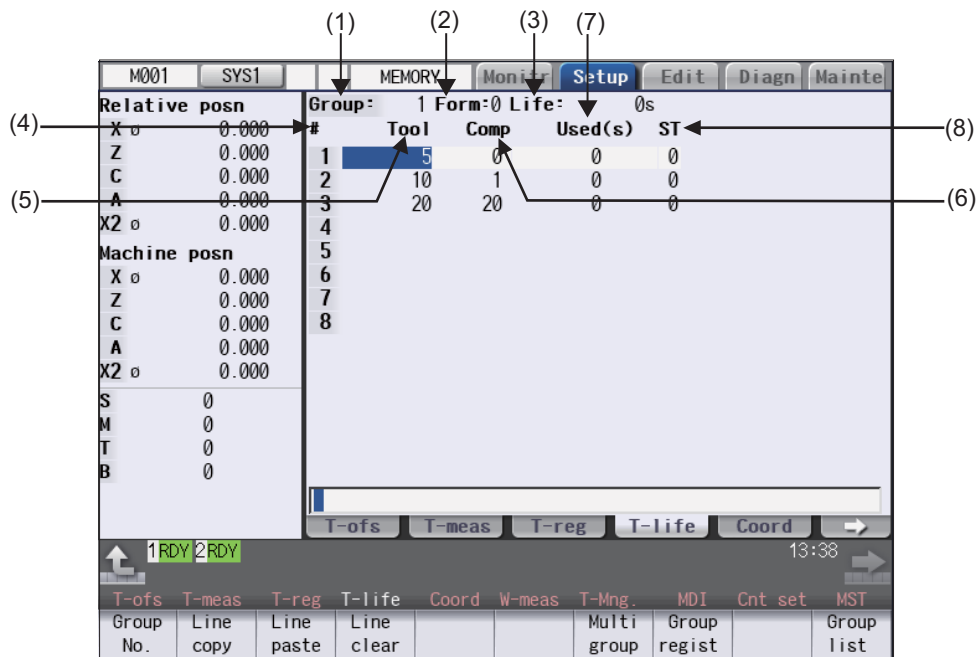 (1) (2) (3) (7)
M001 SYS1 MEMORY Monitr Setup Edit Diagn Mainte
Relative posn Group: 1 Form:0 Life: 0s
(4) X ø 0.000 # Tool Comp Used(s) ST (8)
Z 0.000 1 5 0 0 0
C 0.000 2 10 1 0 0
(5) A 0.000 3 20 20 0 0 (6)
X2 ø 0.000 4
Machine posn 5
X ø 0.000 6
Z 0.000 7
C 0.000 8
A 0.000
X2 ø 0.000
S 0
M 0
T 0
B 0
T-ofs T-meas T-reg T-life Coord
1 RDY 2 RDY 13:38
T-ofs T-meas T-reg T-life Coord W-meas T-Mng. MDI Cnt set MST
Group Line Line Line Multi Group Group
No. copy paste clear group regist list